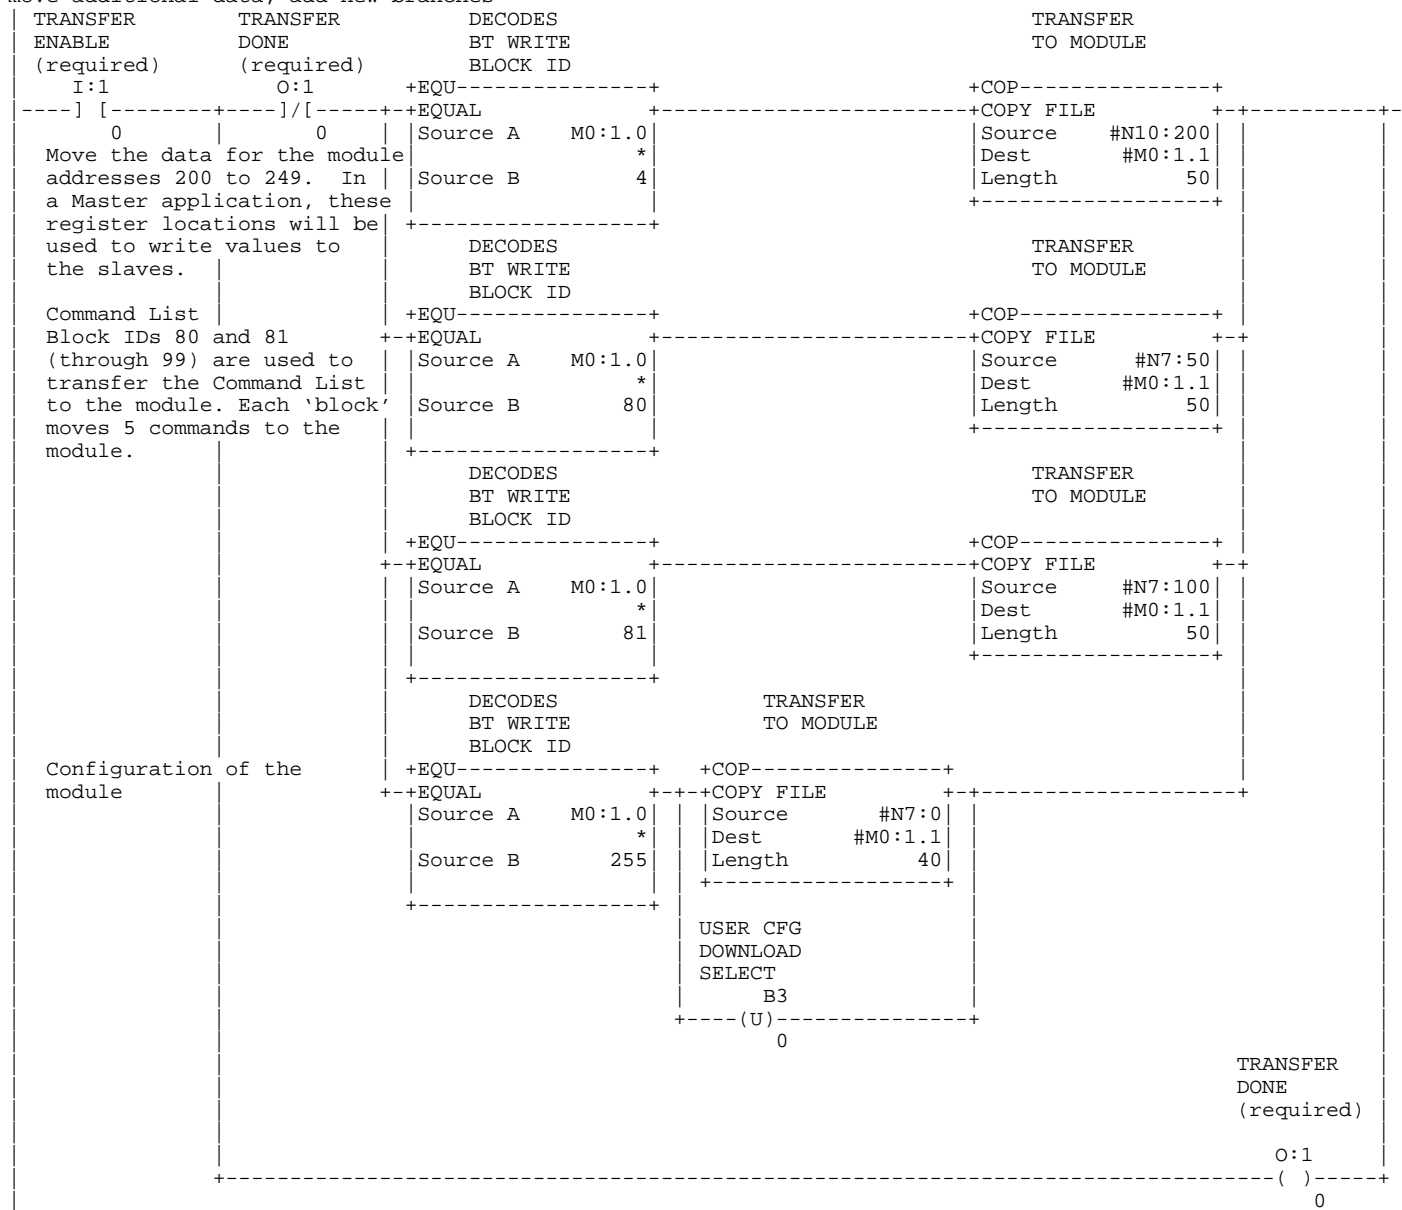 move additional data, add new branches
TRANSFER TRANSFER DECODES TRANSFER
ENABLE DONE BT WRITE TO MODULE
(required) (required) BLOCK ID
I:1 O:1 +EQU---------------+ +COP---------------+
|----] [--------+----]/[-----+-+EQUAL +------------------------+COPY FILE +-+-----------+-
0 | 0 | |Source A M0:1.0| |Source #N10:200| | |
Move the data for the module| *| |Dest #M0:1.1| | |
addresses 200 to 249. In | |Source B 4| |Length 50| | |
a Master application, these | | +------------------+ | |
register locations will be| +------------------+ | |
used to write values to | DECODES TRANSFER
the slaves. | | BT WRITE TO MODULE
BLOCK ID
Command List | | +EQU---------------+ +COP---------------+ |
Block IDs 80 and 81 +-+EQUAL +------------------------+COPY FILE +-+
(through 99) are used to | |Source A M0:1.0| |Source #N7:50| |
transfer the Command List | | *| |Dest #M0:1.1| |
to the module. Each ‘block’ |Source B 80| |Length 50| |
moves 5 commands to the | | | +------------------+ |
module. | | +------------------+
DECODES TRANSFER
BT WRITE TO MODULE
BLOCK ID
+EQU---------------+ +COP---------------+ |
+-+EQUAL +------------------------+COPY FILE +-+
| |Source A M0:1.0| |Source #N7:100| |
| | *| |Dest #M0:1.1| |
| |Source B 81| |Length 50| |
| | | +------------------+ |
| +------------------+
DECODES TRANSFER
BT WRITE TO MODULE
BLOCK ID
Configuration of the | +EQU---------------+ +COP---------------+
module +-+EQUAL +-+-+COPY FILE +-+--------------------+
|Source A M0:1.0| | |Source #N7:0| |
| *| | |Dest #M0:1.1| |
|Source B 255| | |Length 40| |
| | | +------------------+ |
+------------------+ |
USER CFG
DOWNLOAD
SELECT
B3
+----(U)---------------+
0
TRANSFER
DONE
(required)
O:1
+----------------------------------------------------------------------------------( )-----+
0